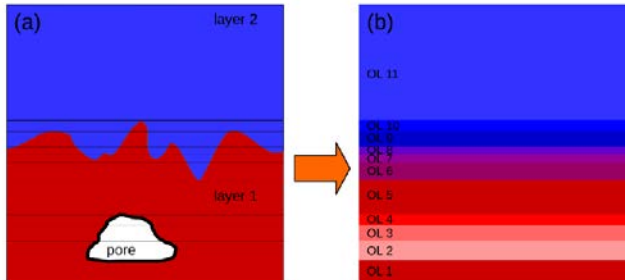 (a)
layer 2
layer 1
pore
(b)
OL 11
OL 10
OL 9
OL 8
OL 7
OL 6
OL 5
OL 4
OL 3
OL 2
OL 1